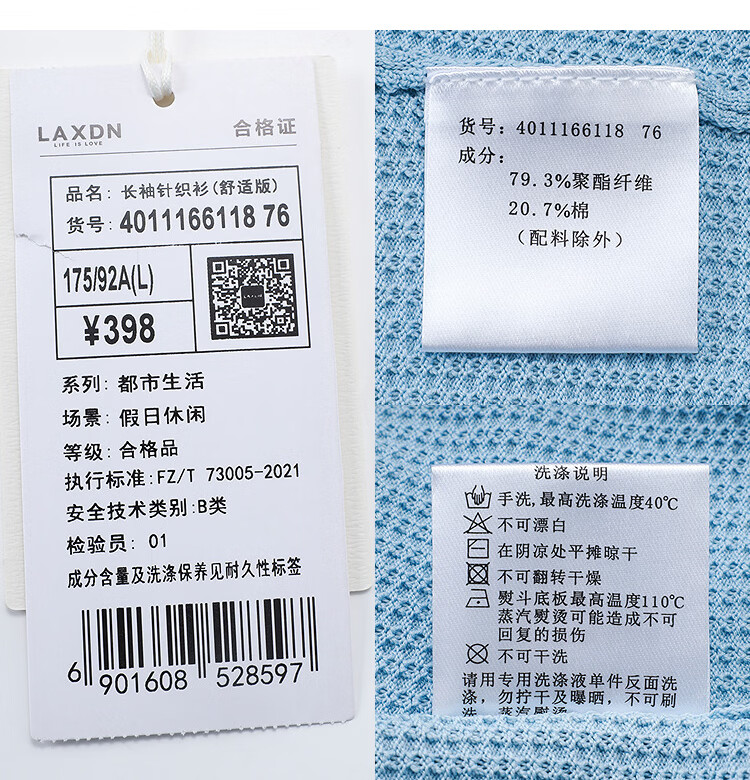 LAXDN
LIFE IS LOVE
合格证
品名: 长袖针织衫(舒适版)
货号: 4011166118 76
175/92A(L)
¥398
LAXDN
系列: 都市生活
场景: 假日休闲
等级: 合格品
执行标准:FZ/T 73005-2021
安全技术类别:B类
检验员: 01
成分含量及洗涤保养见耐久性标签
6 901608 528597
货号: 4011166118 76
成分:
79.3%聚酯纤维
20.7%棉
(配料除外)
洗涤说明
手洗,最高洗涤温度40℃
不可漂白
在阴凉处平摊晾干
不可翻转干燥
熨斗底板最高温度110℃
蒸汽熨烫可能造成不可
回复的损伤
不可干洗
请用专用洗涤液单件反面洗
涤, 勿拧干及曝晒, 不可刷
洗, 蒸汽熨烫